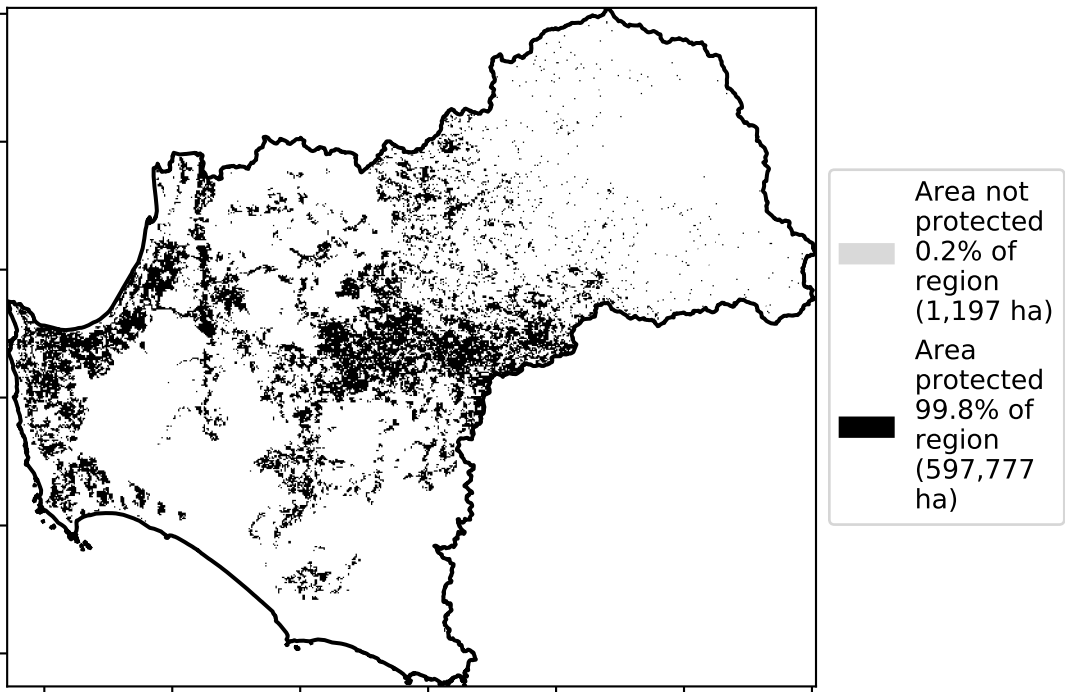 Area not
protected
0.2% of
region
(1,197 ha)
Area
protected
99.8% of
region
(597,777
ha)